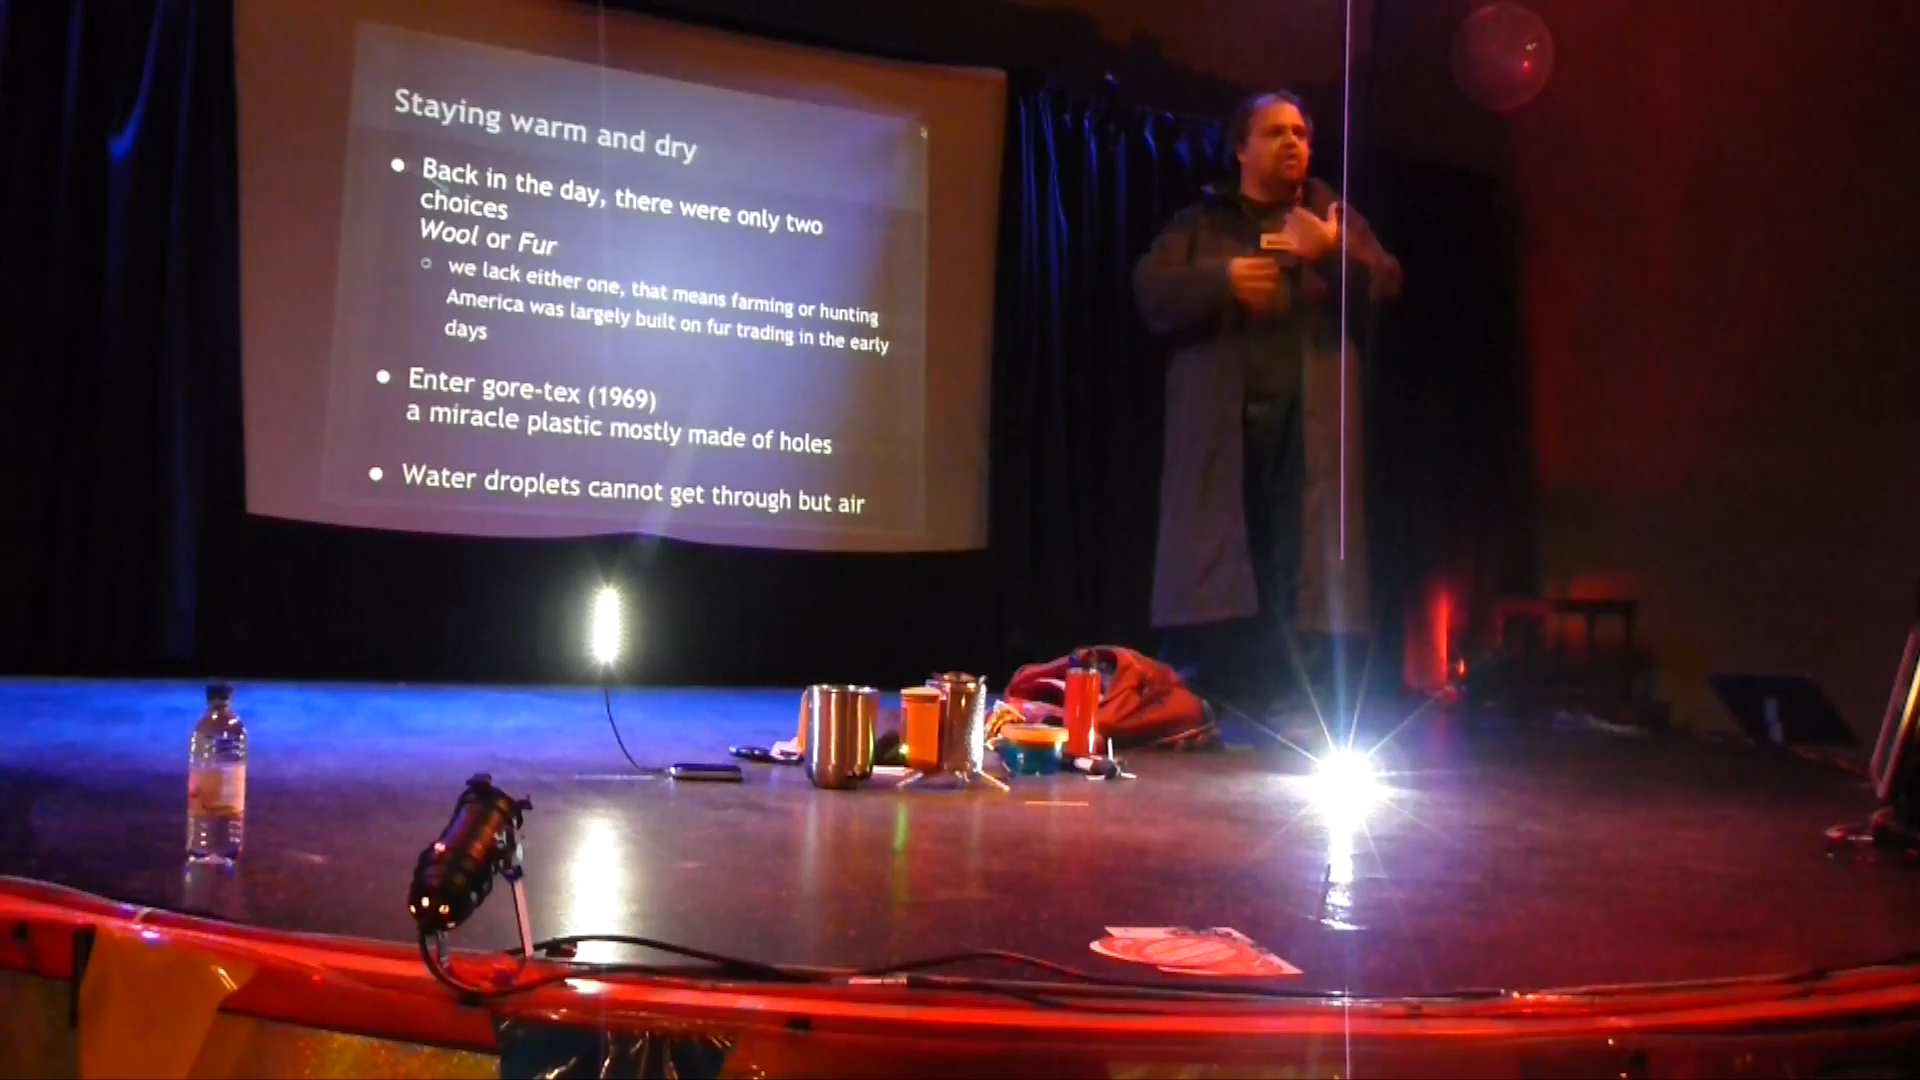 Staying warm and dry
Back in the day, there were only two
choices
Wool or Fur
we lack either one, that means farming or hunting
America was largely built on fur trading in the early
days
Enter gore-tex (1969)
a miracle plastic mostly made of holes
Water droplets cannot get through but air